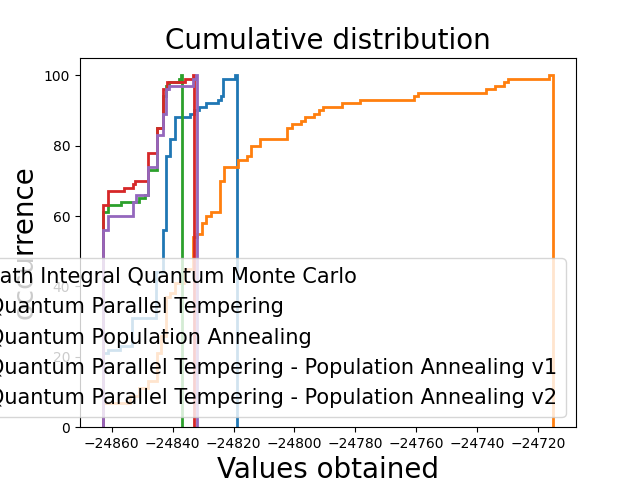 Cumulative distribution
100
80
60
40
20
0
occurrence
ath Integral Quantum Monte Carlo
Quantum Parallel Tempering
Quantum Population Annealing
Quantum Parallel Tempering - Population Annealing v1
Quantum Parallel Tempering - Population Annealing v2
−24860 −24840 −24820 −24800 −24780 −24760 −24740 −24720
Values obtained